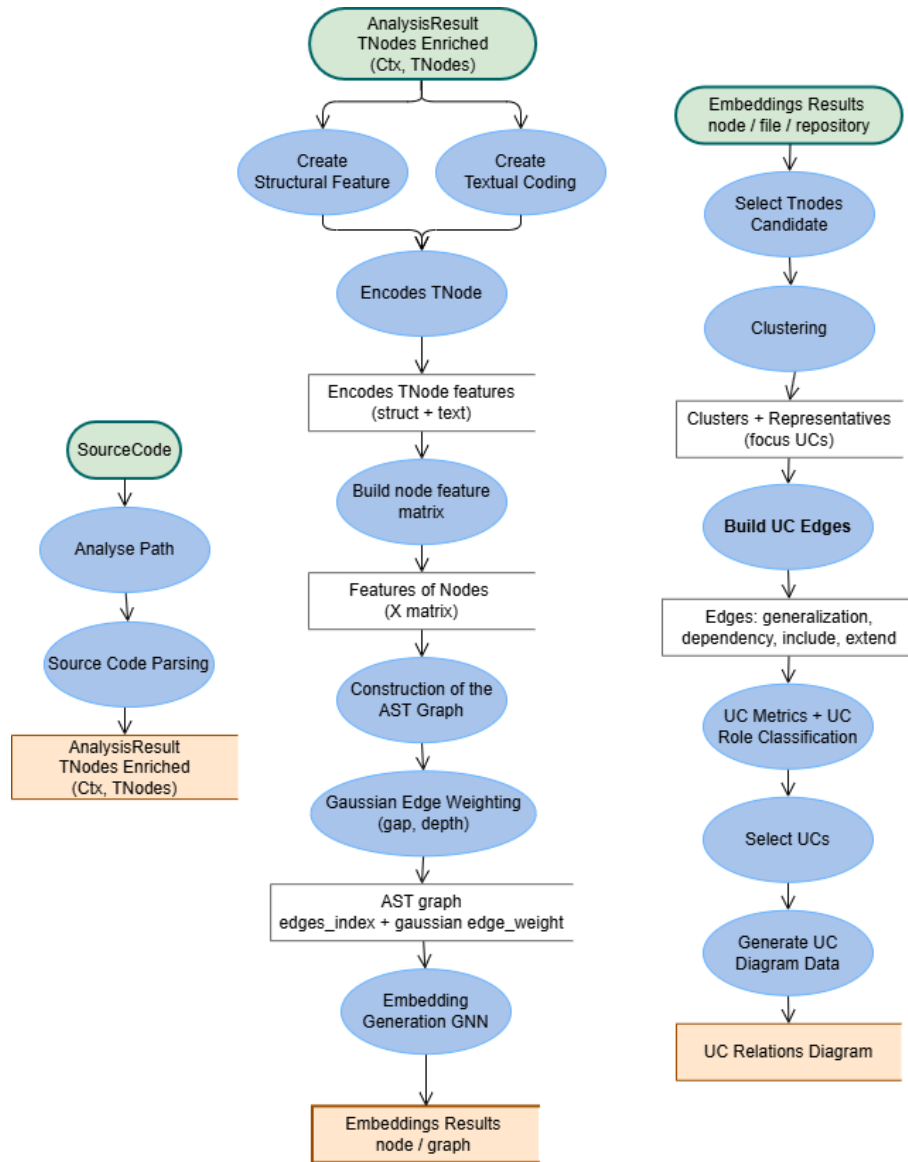 SourceCode
Analyse Path
Source Code Parsing
AnalysisResult
TNodes Enriched
(Ctx, TNodes)
AnalysisResult
TNodes Enriched
(Ctx, TNodes)
Create
Structural Feature
Create
Textual Coding
Encodes TNode
Encodes TNode features
(struct + text)
Build node feature
matrix
Features of Nodes
(X matrix)
Construction of the
AST Graph
Gaussian Edge Weighting
(gap, depth)
AST graph
edges_index + gaussian edge_weight
Embedding
Generation GNN
Embeddings Results
node / graph
Embeddings Results
node / file / repository
Select Tnodes
Candidate
Clustering
Clusters + Representatives
(focus UCs)
Build UC Edges
Edges: generalization,
dependency, include, extend
UC Metrics + UC
Role Classification
Select UCs
Generate UC
Diagram Data
UC Relations Diagram